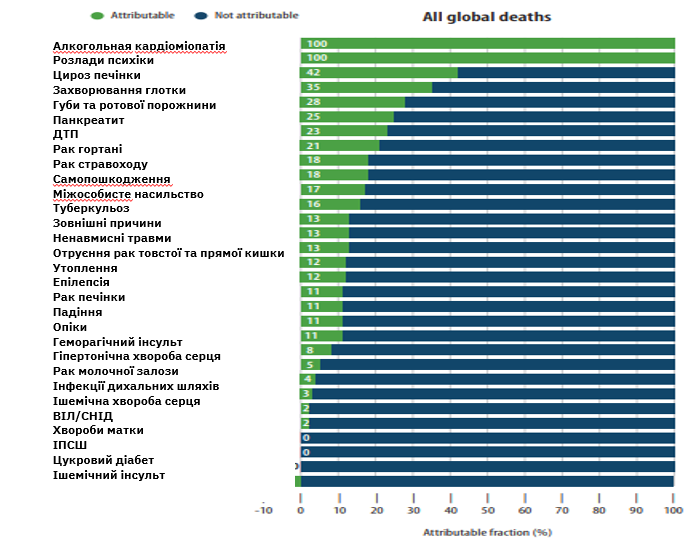 Attributable
Not attributable
All global deaths
Алкогольная кардіоміопатія
100
Розлади психіки
100
Цироз печінки
42
Захворювання глотки
35
Губи та ротової порожнини
28
Панкреатит
25
ДТП
23
Рак гортані
21
Рак стравоходу
18
Самопошкодження
18
Міжособисте насильство
17
Туберкульоз
16
Зовнішні причини
13
Ненавмисні травми
13
Отруєння рак товстої та прямої кишки
13
Утоплення
12
Епілепсія
12
Рак печінки
11
Падіння
11
Опіки
11
Геморагічний інсульт
11
Гіпертонічна хвороба серця
8
Рак молочної залози
5
Інфекції дихальних шляхів
4
Ішемічна хвороба серця
3
ВІЛ/СНІД
2
Хвороби матки
2
ІПСШ
0
Цукровий діабет
0
Ішемічний інсульт
0
–10 0 10 20 30 40 50 60 70 80 90 100
Attributable fraction (%)